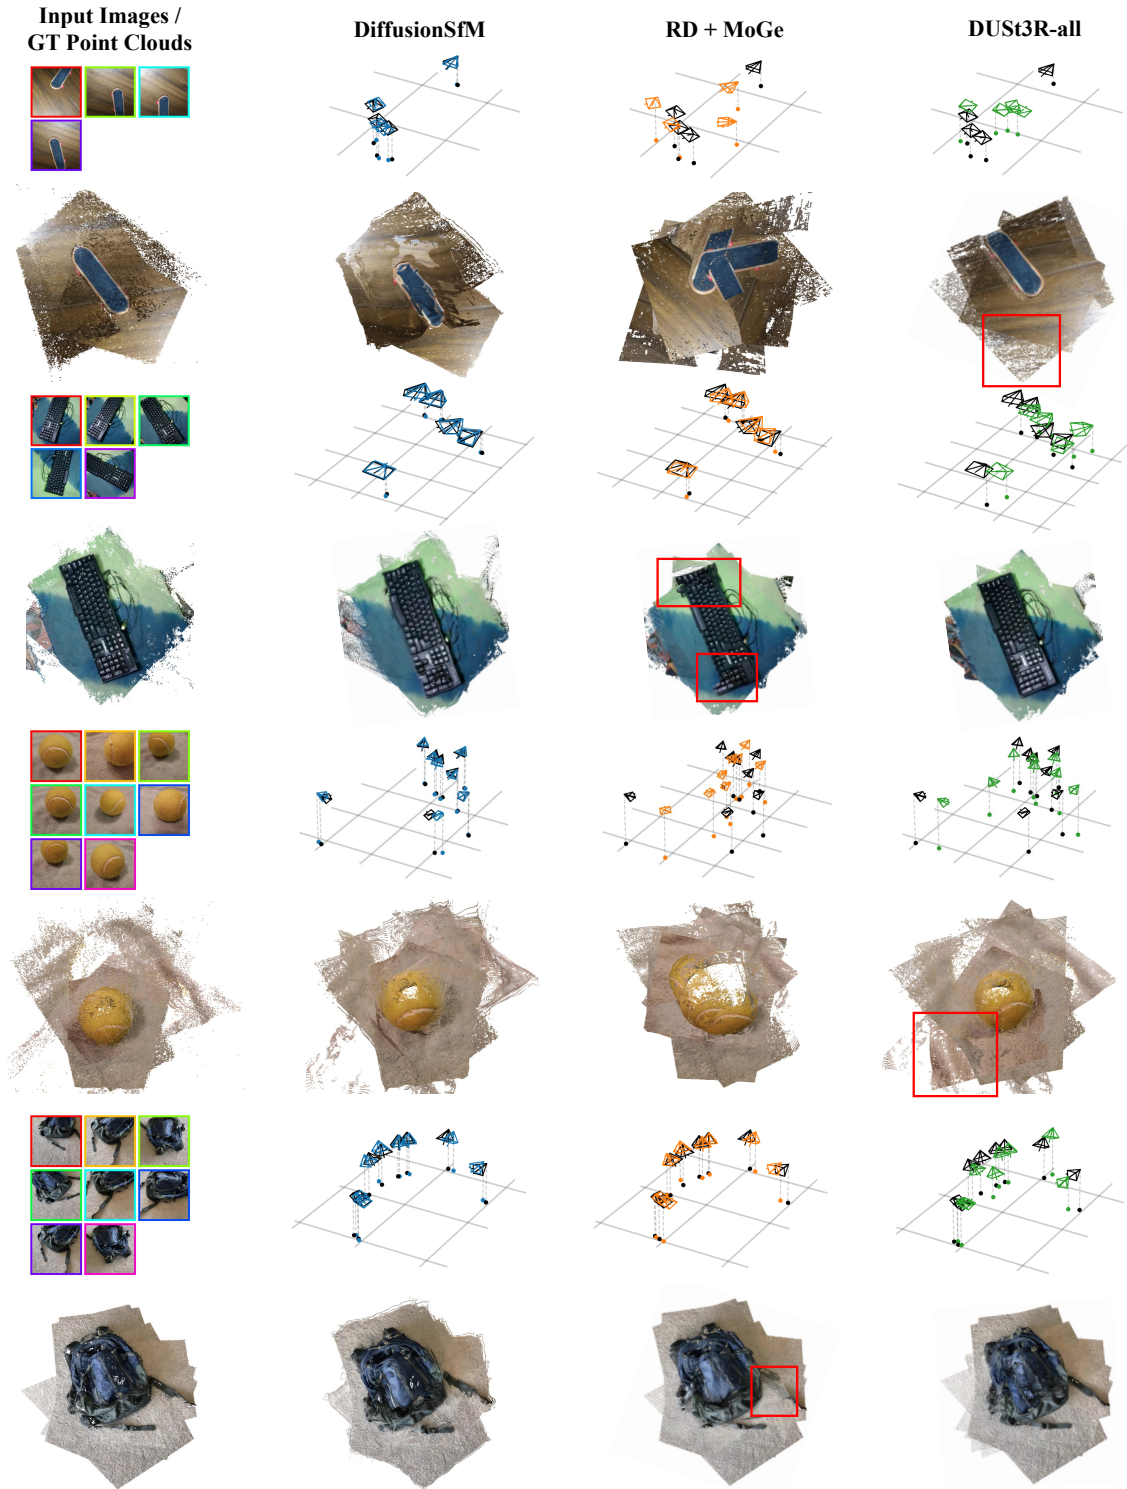 Input Images /
GT Point Clouds
DiffusionSfM
RD + MoGe
DUSt3R-all